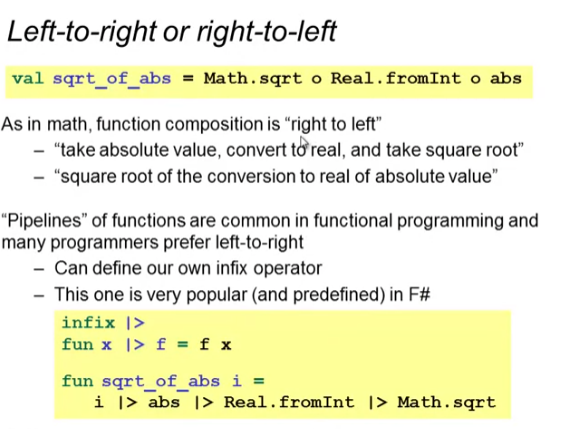 Left-to-right or right-to-left
val sqrt_of_abs = Math.sqrt o Real.fromInt o abs
As in math, function composition is “right to left”
– “take absolute value, convert to real, and take square root”
– “square root of the conversion to real of absolute value”
“Pipelines” of functions are common in functional programming and
many programmers prefer left-to-right
– Can define our own infix operator
– This one is very popular (and predefined) in F#
infix |>
fun x |> f = f x
fun sqrt_of_abs i =
i |> abs |> Real.fromInt |> Math.sqrt